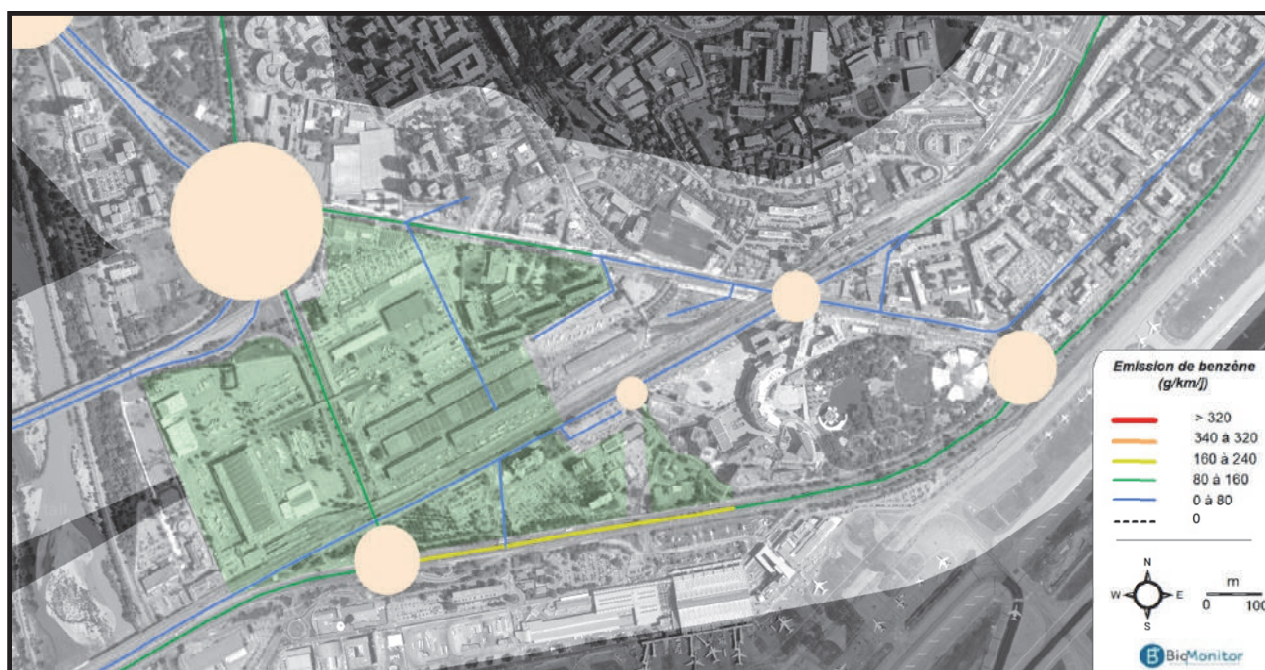 Emission de benzène
(g/km/j)
> 320
340 à 320
160 à 240
80 à 160
0 à 80
0
N
W E
S
m
0 100
BioMonitor